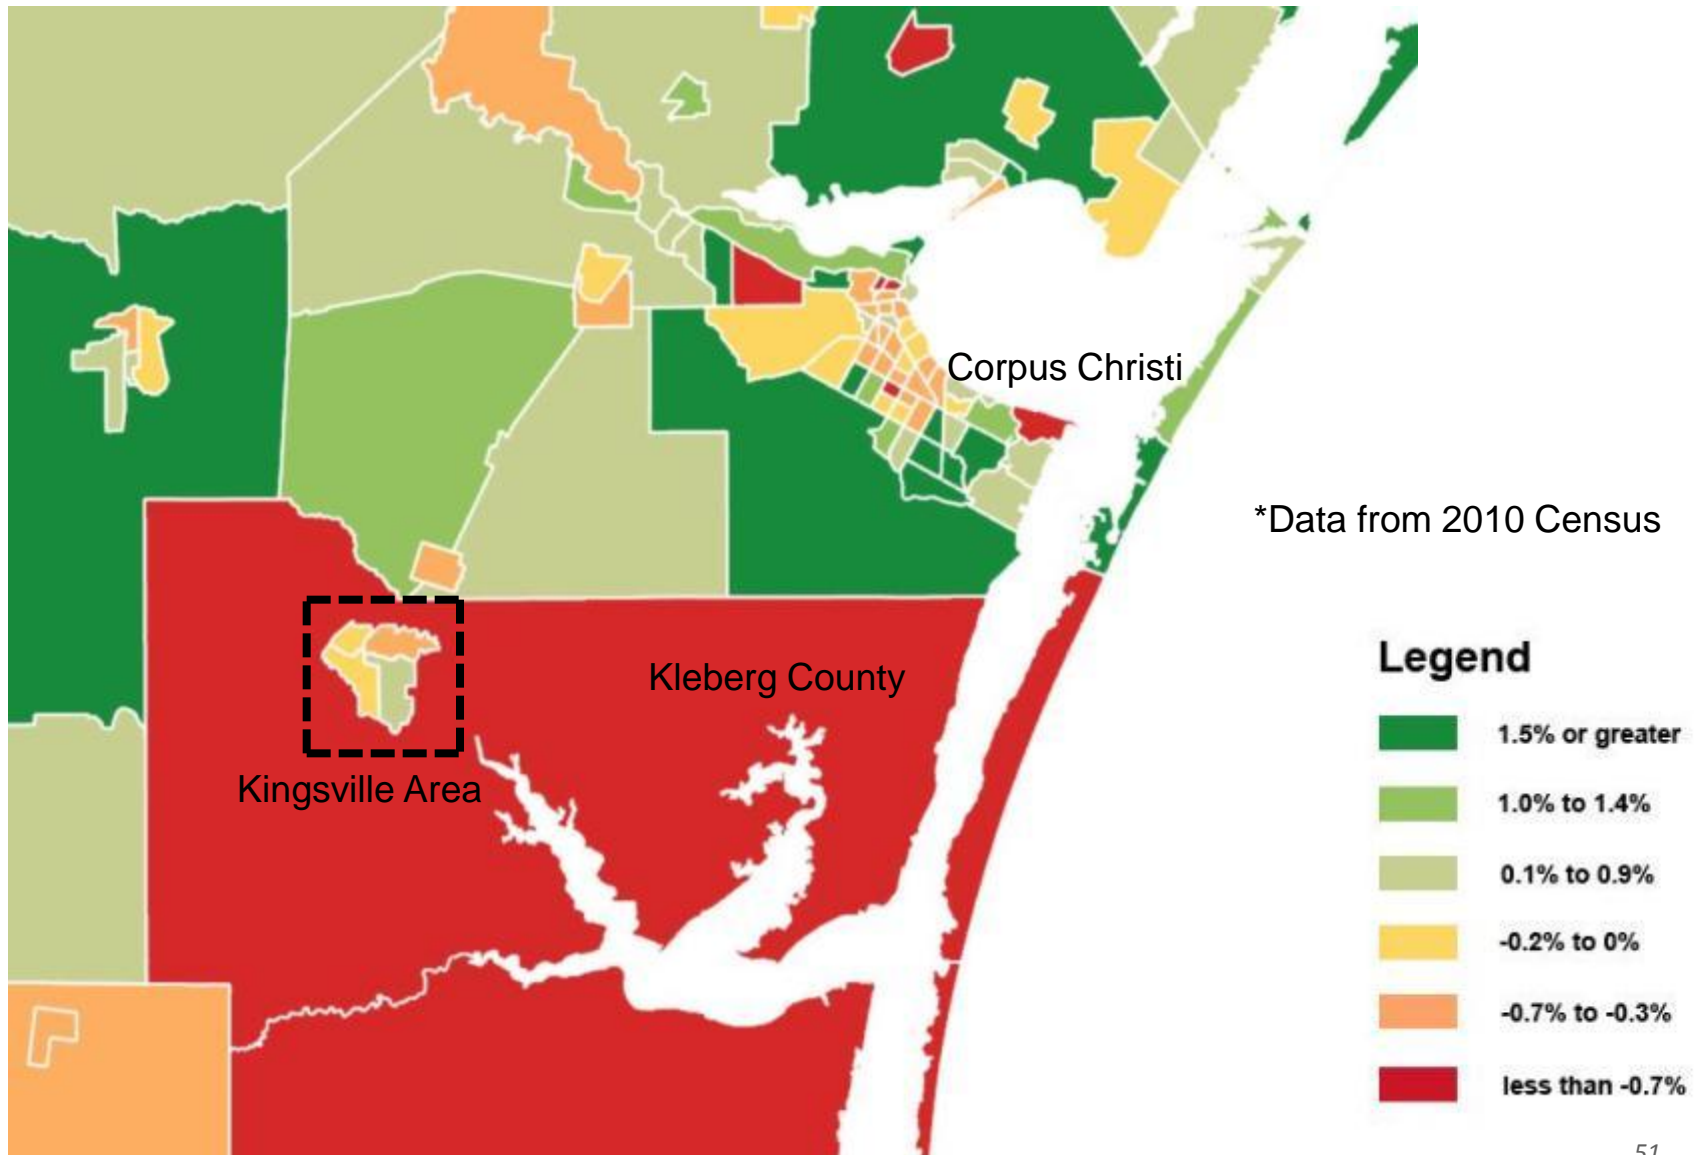 Corpus Christi
*Data from 2010 Census
Kleberg County
Kingsville Area
Legend
1.5% or greater
1.0% to 1.4%
0.1% to 0.9%
-0.2% to 0%
-0.7% to -0.3%
less than -0.7%
51